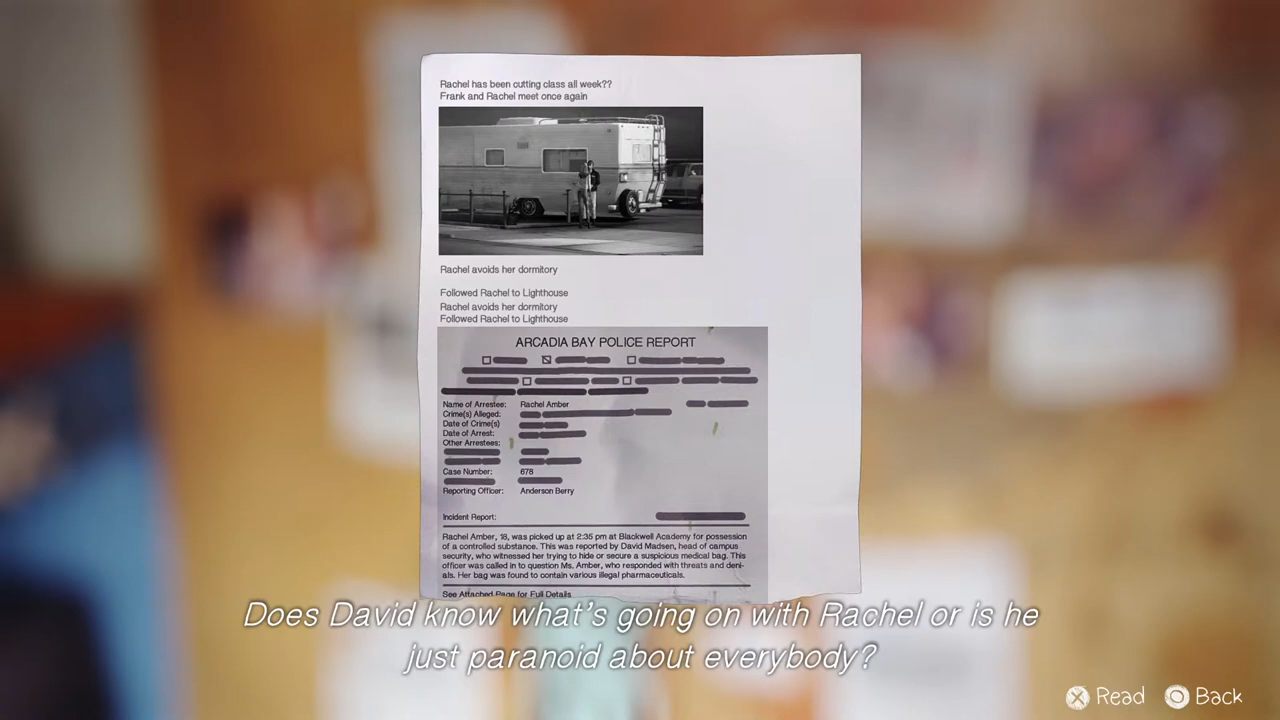 Rachel has been cutting class all week??
Frank and Rachel meet once again
Rachel avoids her dormitory
Followed Rachel to Lighthouse
Rachel avoids her dormitory
Followed Rachel to Lighthouse
ARCADIA BAY POLICE REPORT
Name of Arrestee: Rachel Amber
Crime(s) Alleged:
Date of Crime(s)
Date of Arrest:
Other Arrestees:
Case Number: 678
Reporting Officer: Anderson Berry
Incident Report:
Rachel Amber, 18, was picked up at 2:35 pm at Blackwell Academy for possession
of a controlled substance. This was reported by David Madsen, head of campus
security, who witnessed her trying to hide or secure a suspicious medical bag. This
officer was called in to question Ms. Amber, who responded with threats and deni-
als. Her bag was found to contain various illegal pharmaceuticals.
See Attached Page for Full Details
Does David know what's going on with Rachel or is he
just paranoid about everybody?
Read Back